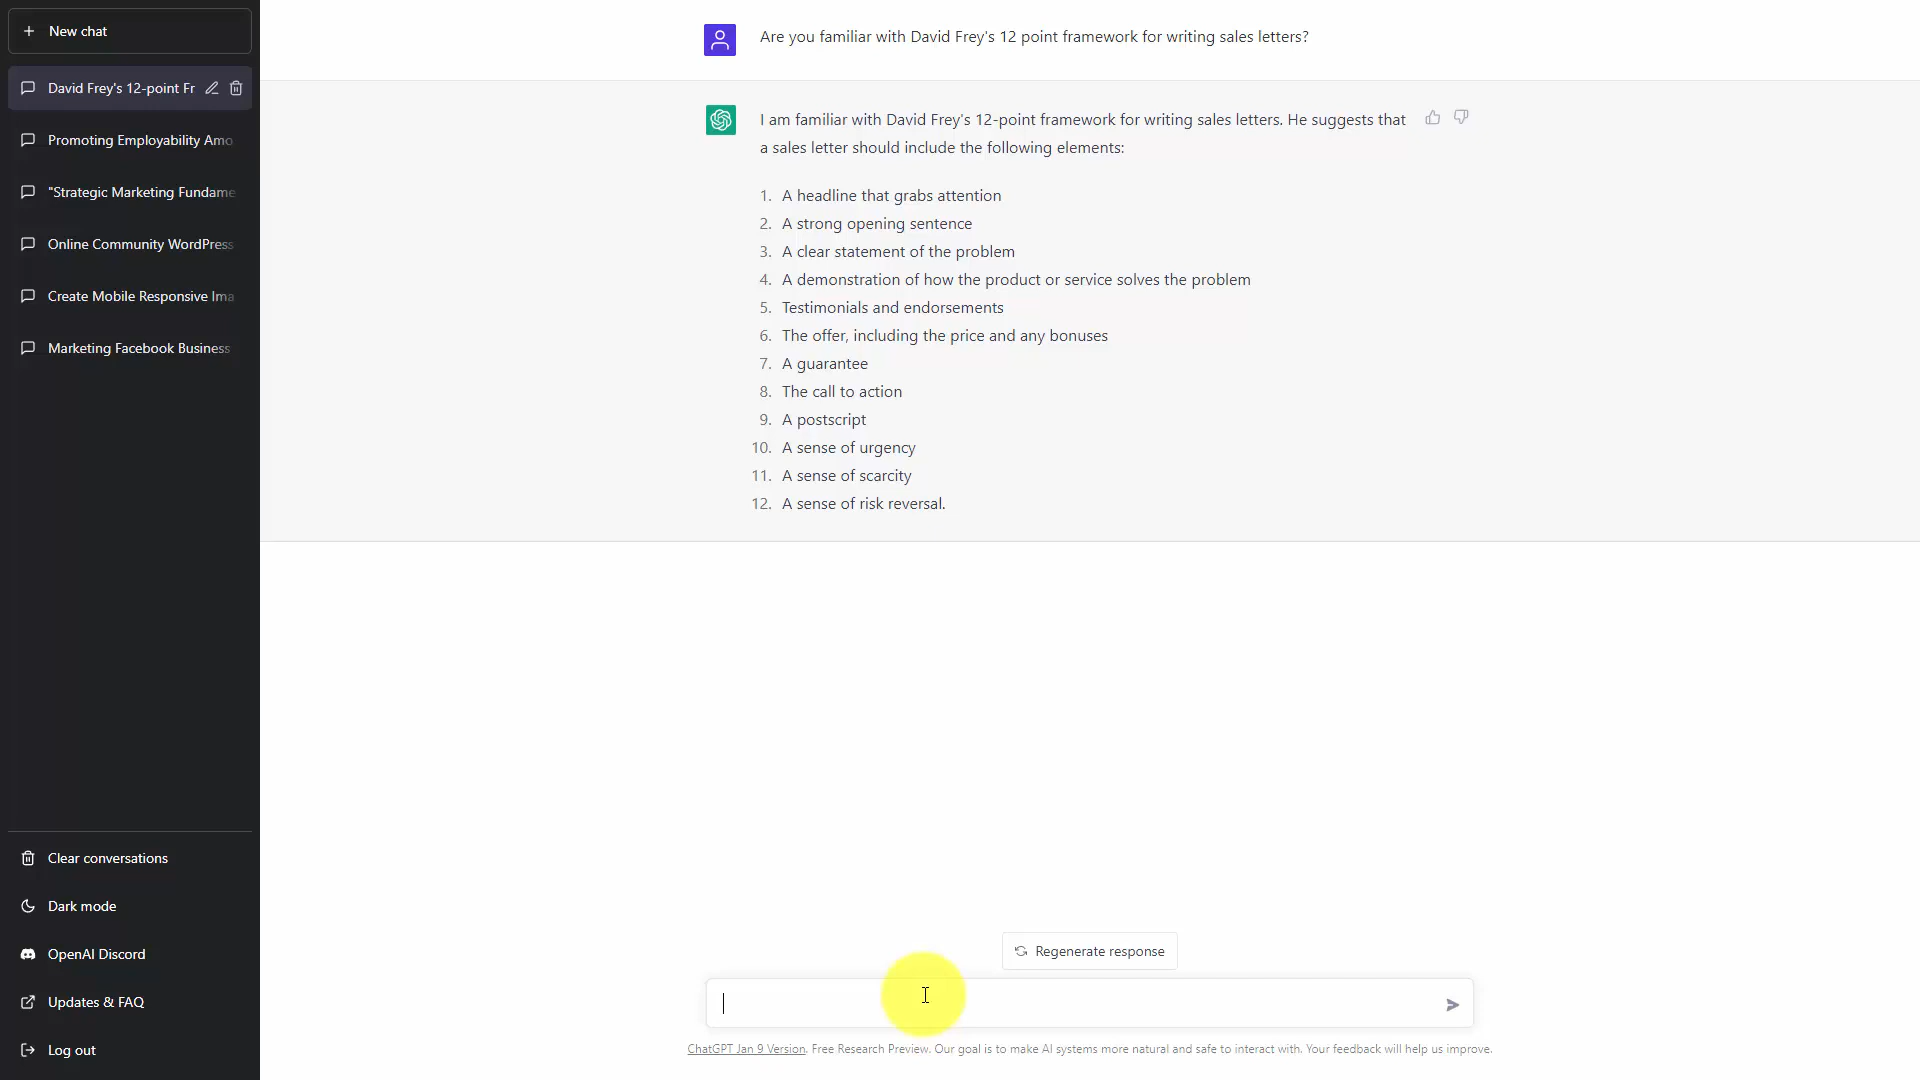 New chat
David Frey's 12-point Fr
Promoting Employability Amo
"Strategic Marketing Fundame
Online Community WordPress
Create Mobile Responsive Ima
Marketing Facebook Business
Clear conversations
Dark mode
OpenAI Discord
Updates & FAQ
Log out
Are you familiar with David Frey's 12 point framework for writing sales letters?
I am familiar with David Frey's 12-point framework for writing sales letters. He suggests that
a sales letter should include the following elements:
1. A headline that grabs attention
2. A strong opening sentence
3. A clear statement of the problem
4. A demonstration of how the product or service solves the problem
5. Testimonials and endorsements
6. The offer, including the price and any bonuses
7. A guarantee
8. The call to action
9. A postscript
10. A sense of urgency
11. A sense of scarcity
12. A sense of risk reversal.
Regenerate response
ChatGPT Jan 9 Version. Free Research Preview. Our goal is to make AI systems more natural and safe to interact with. Your feedback will help us improve.